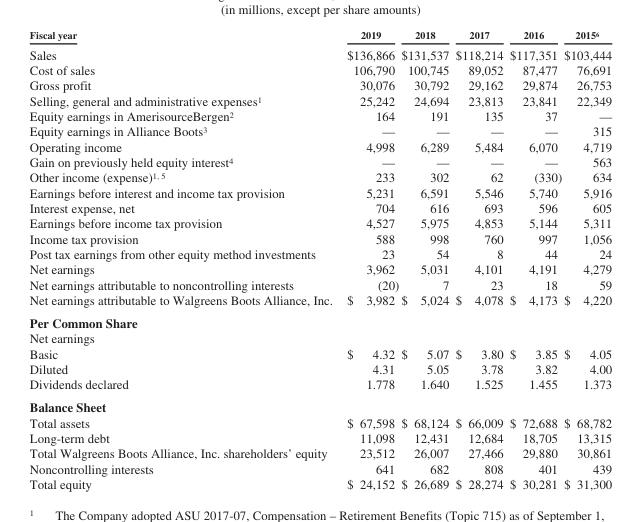 (in millions, except per share amounts)
Fiscal year 2019 2018 2017 2016 2015⁶
Sales $136,866 $131,537 $118,214 $117,351 $103,444
Cost of sales 106,790 100,745 89,052 87,477 76,691
Gross profit 30,076 30,792 29,162 29,874 26,753
Selling, general and administrative expenses¹ 25,242 24,694 23,813 23,841 22,349
Equity earnings in AmerisourceBergen² 164 191 135 37 —
Equity earnings in Alliance Boots³ — — — — 315
Operating income 4,998 6,289 5,484 6,070 4,719
Gain on previously held equity interest⁴ — — — — 563
Other income (expense)¹˒⁵ 233 302 62 (330) 634
Earnings before interest and income tax provision 5,231 6,591 5,546 5,740 5,916
Interest expense, net 704 616 693 596 605
Earnings before income tax provision 4,527 5,975 4,853 5,144 5,311
Income tax provision 588 998 760 997 1,056
Post tax earnings from other equity method investments 23 54 8 44 24
Net earnings 3,962 5,031 4,101 4,191 4,279
Net earnings attributable to noncontrolling interests (20) 7 23 18 59
Net earnings attributable to Walgreens Boots Alliance, Inc. $ 3,982 $ 5,024 $ 4,078 $ 4,173 $ 4,220
Per Common Share
Net earnings
Basic $ 4.32 $ 5.07 $ 3.80 $ 3.85 $ 4.05
Diluted 4.31 5.05 3.78 3.82 4.00
Dividends declared 1.778 1.640 1.525 1.455 1.373
Balance Sheet
Total assets $ 67,598 $ 68,124 $ 66,009 $ 72,688 $ 68,782
Long-term debt 11,098 12,431 12,684 18,705 13,315
Total Walgreens Boots Alliance, Inc. shareholders' equity 23,512 26,007 27,466 29,880 30,861
Noncontrolling interests 641 682 808 401 439
Total equity $ 24,152 $ 26,689 $ 28,274 $ 30,281 $ 31,300
¹ The Company adopted ASU 2017-07, Compensation – Retirement Benefits (Topic 715) as of September 1,